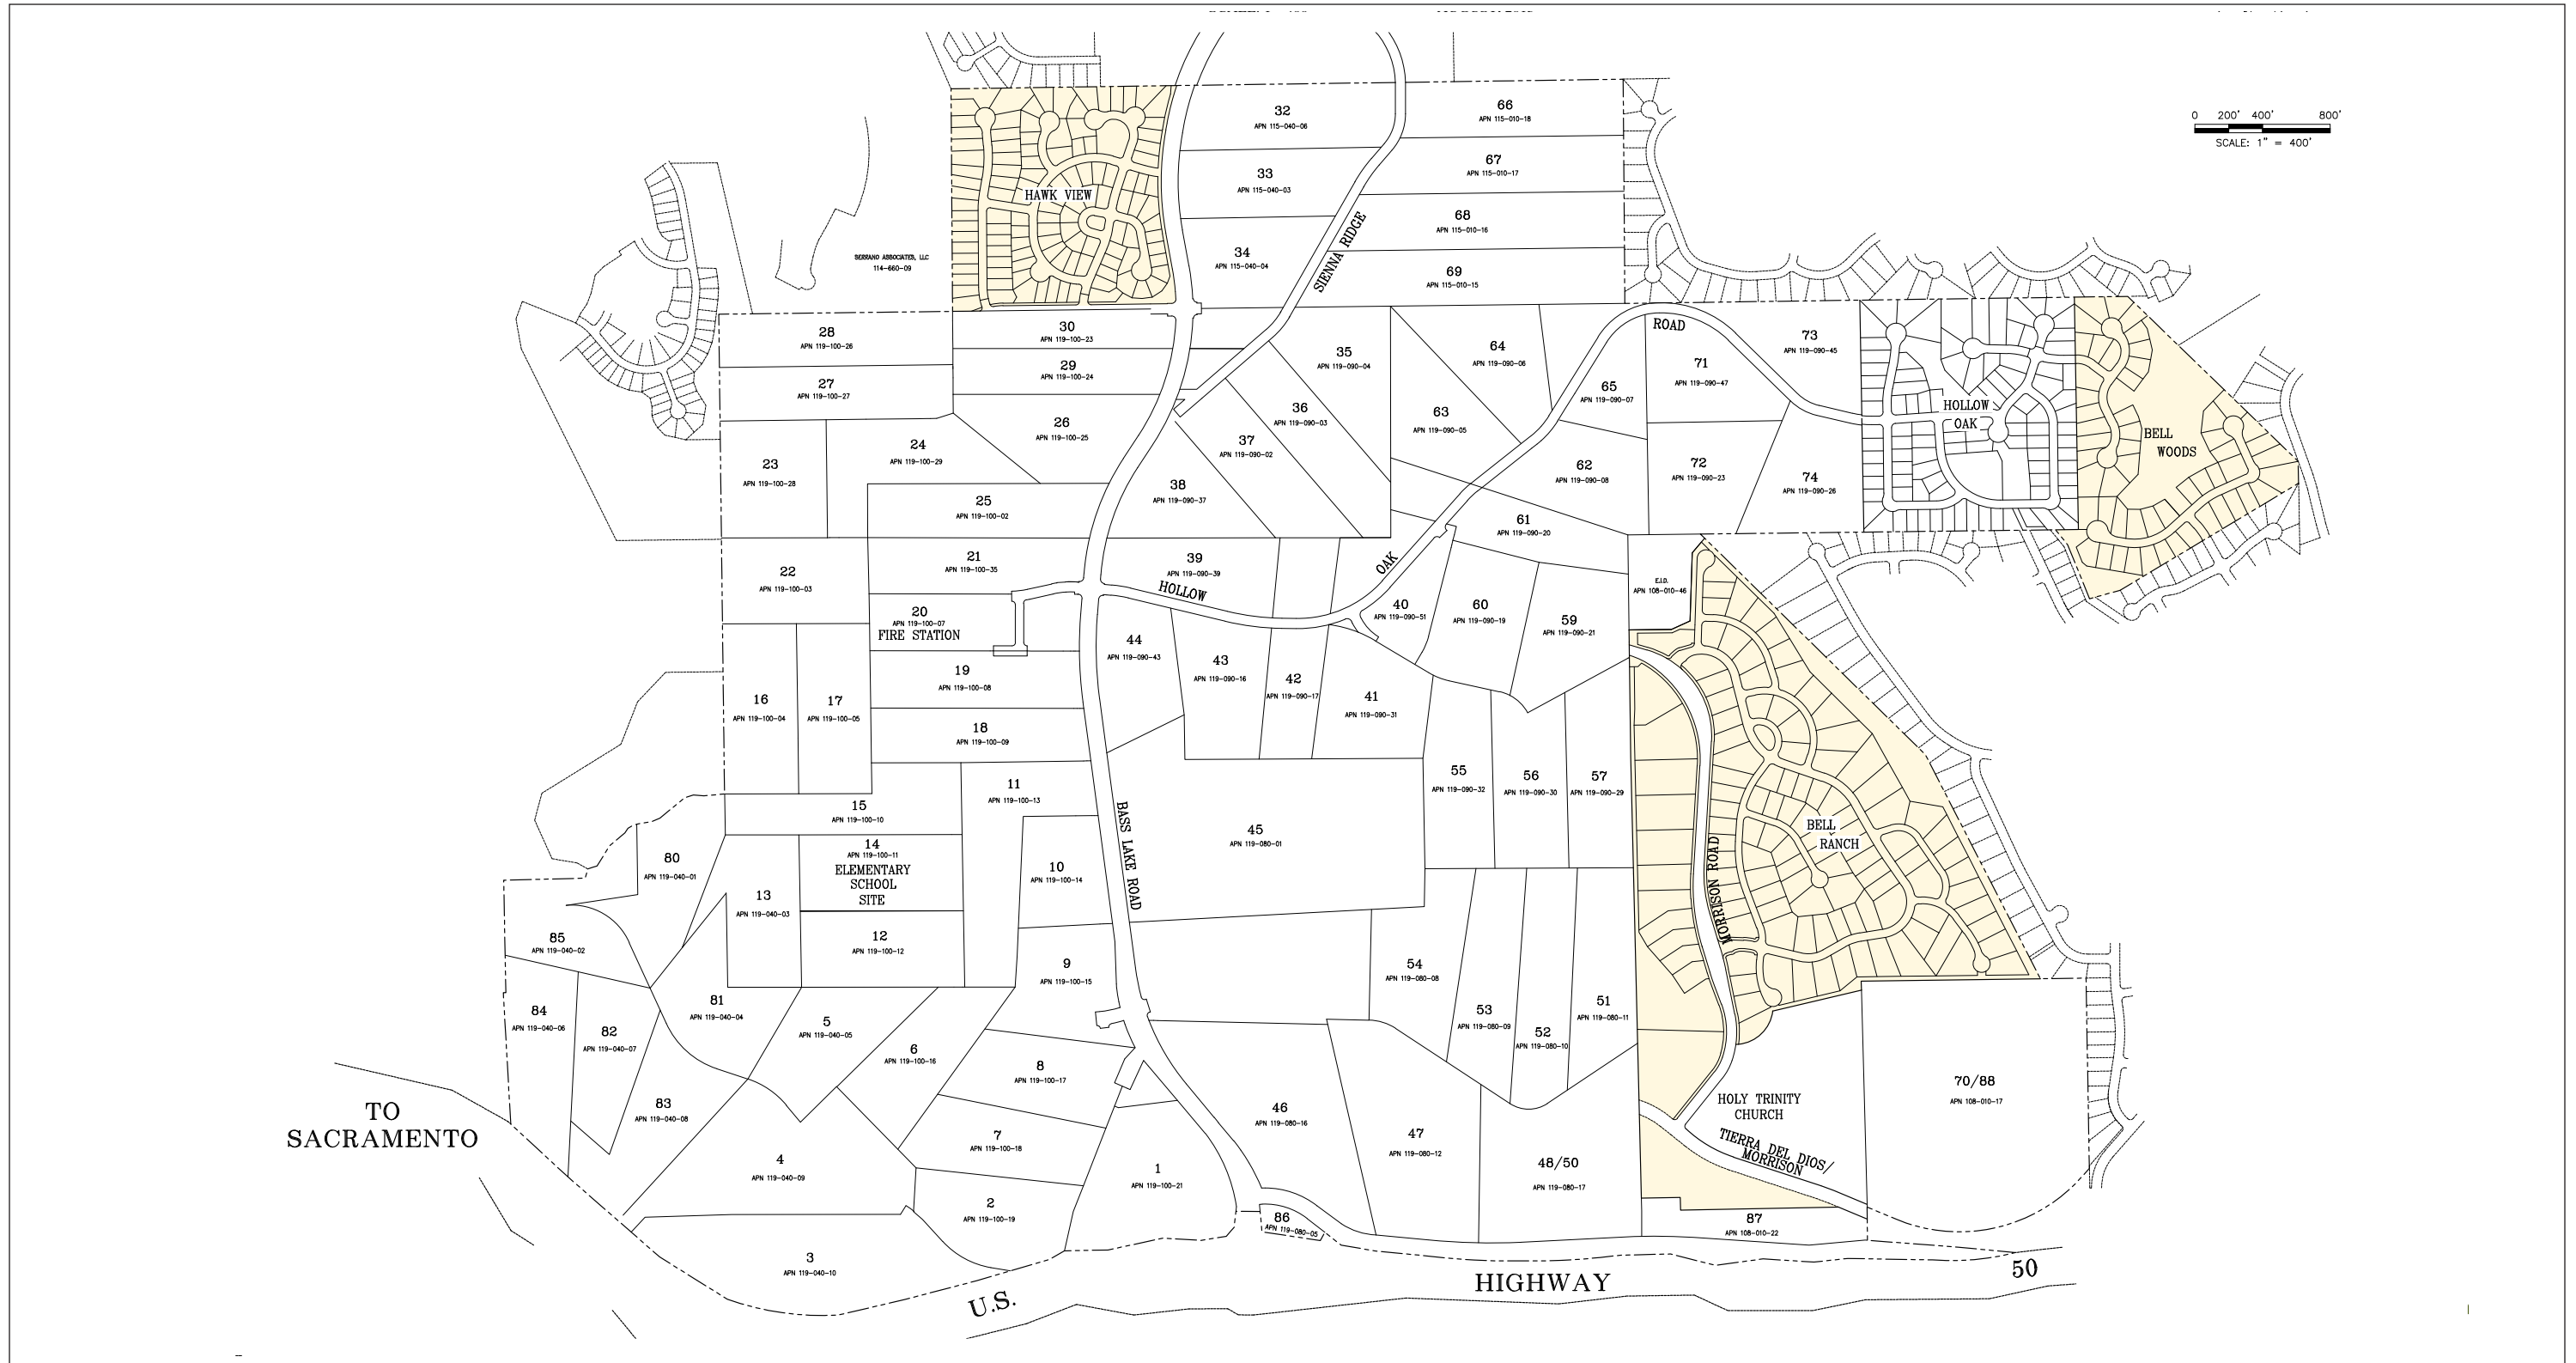 0 200' 400' 800'
SCALE: 1" = 400'
32
APN 115-040-06
66
APN 115-010-18
33
APN 115-040-03
67
APN 115-010-17
HAWK VIEW
34
APN 115-040-04
SIENNA RIDGE
68
APN 115-010-16
69
APN 115-010-15
SERRANO ASSOCIATES, LLC
114-660-09
28
APN 119-100-26
30
APN 119-100-23
29
APN 119-100-24
27
APN 119-100-27
26
APN 119-100-25
35
APN 119-090-04
64
APN 119-090-06
ROAD
73
APN 119-090-45
71
APN 119-090-47
65
APN 119-090-07
36
APN 119-090-03
63
APN 119-090-05
37
APN 119-090-02
HOLLOW
OAK
BELL
WOODS
23
APN 119-100-28
24
APN 119-100-29
25
APN 119-100-02
38
APN 119-090-37
62
APN 119-090-08
72
APN 119-090-23
74
APN 119-090-26
61
APN 119-090-20
22
APN 119-100-03
21
APN 119-100-35
39
APN 119-090-39
HOLLOW
OAK
20
APN 119-100-07
FIRE STATION
40
APN 119-090-51
60
APN 119-090-19
59
APN 119-090-21
E.I.D.
APN 108-010-46
44
APN 119-090-43
43
APN 119-090-16
42
APN 119-090-17
41
APN 119-090-31
19
APN 119-100-08
16
APN 119-100-04
17
APN 119-100-05
18
APN 119-100-09
11
APN 119-100-13
15
APN 119-100-10
55
APN 119-090-32
56
APN 119-090-30
57
APN 119-090-29
45
APN 119-080-01
BASS LAKE ROAD
MORRISON ROAD
BELL
RANCH
80
APN 119-040-01
14
APN 119-100-11
ELEMENTARY
SCHOOL
SITE
10
APN 119-100-14
13
APN 119-040-03
12
APN 119-100-12
85
APN 119-040-02
9
APN 119-100-15
54
APN 119-080-08
84
APN 119-040-06
82
APN 119-040-07
81
APN 119-040-04
5
APN 119-040-05
6
APN 119-100-16
8
APN 119-100-17
53
APN 119-080-09
52
APN 119-080-10
51
APN 119-080-11
83
APN 119-040-08
TO
SACRAMENTO
46
APN 119-080-16
47
APN 119-080-12
HOLY TRINITY
CHURCH
70/88
APN 108-010-17
TIERRA DEL DIOS/
MORRISON
7
APN 119-100-18
4
APN 119-040-09
1
APN 119-100-21
48/50
APN 119-080-17
2
APN 119-100-19
86
APN 119-080-05
87
APN 108-010-22
3
APN 119-040-10
U.S.
HIGHWAY
50